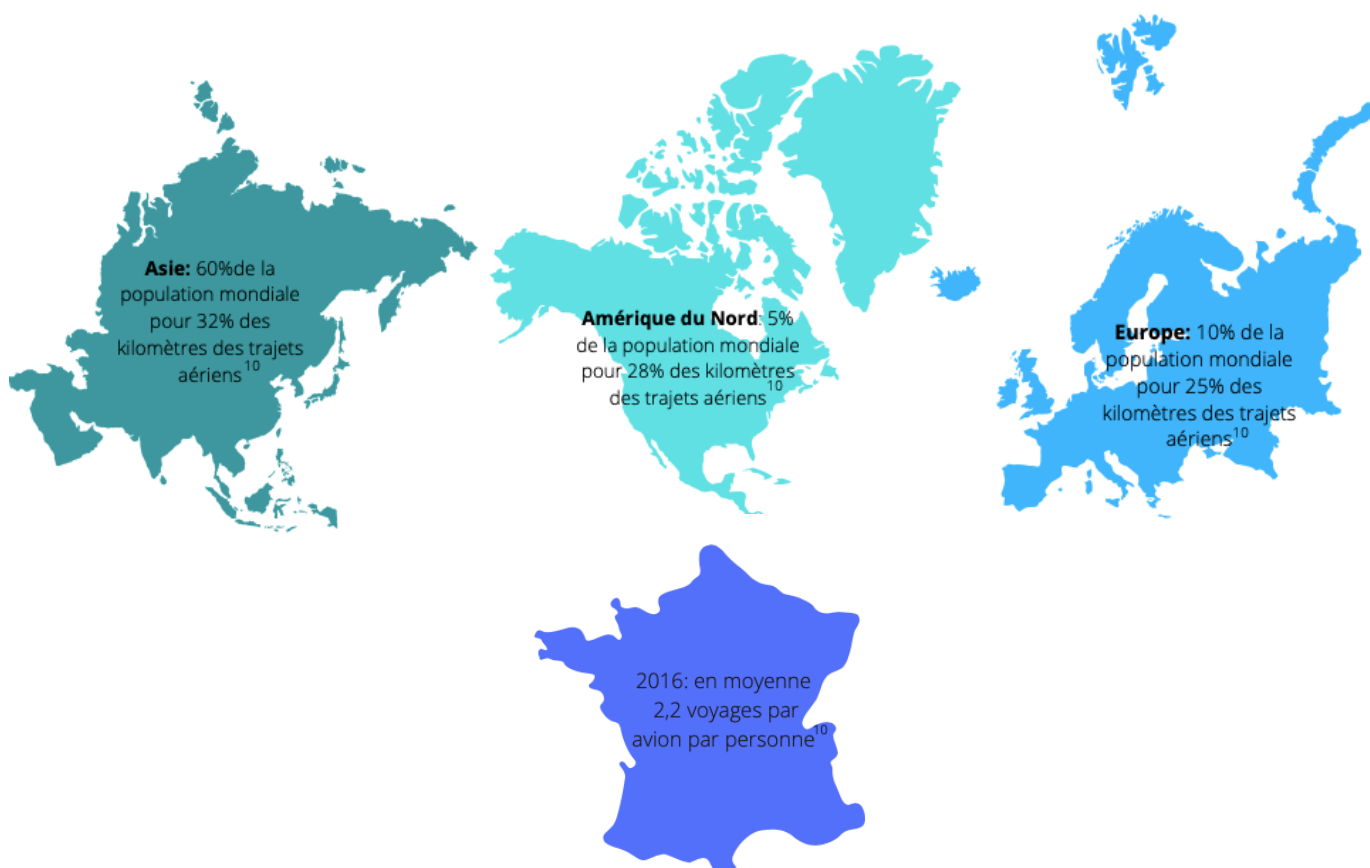 Asie: 60%de la
population mondiale
pour 32% des
kilomètres des trajets
aériens10
Amérique du Nord: 5%
de la population mondiale
pour 28% des kilomètres
des trajets aériens10
Europe: 10% de la
population mondiale
pour 25% des
kilomètres des trajets
aériens10
2016: en moyenne
2,2 voyages par
avion par personne10